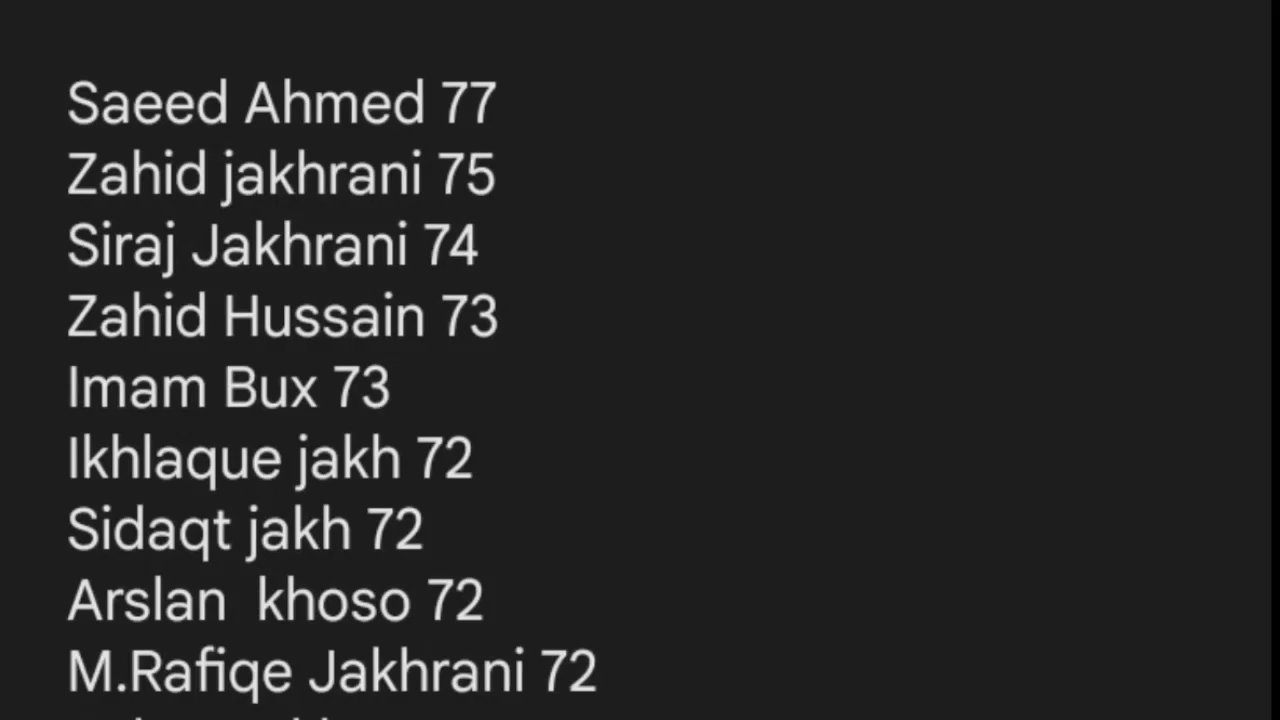 Saeed Ahmed 77
Zahid jakhrani 75
Siraj Jakhrani 74
Zahid Hussain 73
Imam Bux 73
Ikhlaque jakh 72
Sidaqt jakh 72
Arslan  khoso 72
M.Rafiqe Jakhrani 72